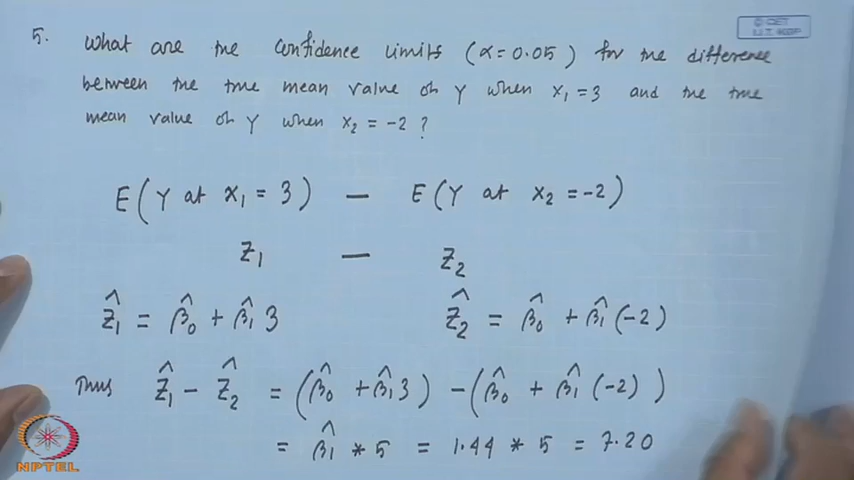 © CET
I.I.T. KGP
5. What are the confidence limits (α = 0.05) for the difference
between the true mean value of Y when x₁ = 3 and the true
mean value of Y when x₂ = -2 ?
E(Y at x₁ = 3) — E(Y at x₂ = -2)
Z₁ — Z₂
Ẑ₁ = β̂₀ + β̂₁ 3 Ẑ₂ = β̂₀ + β̂₁ (-2)
Thus Ẑ₁ - Ẑ₂ = (β̂₀ + β̂₁ 3) - (β̂₀ + β̂₁ (-2))
= β̂₁ * 5 = 1.44 * 5 = 7.20
NPTEL